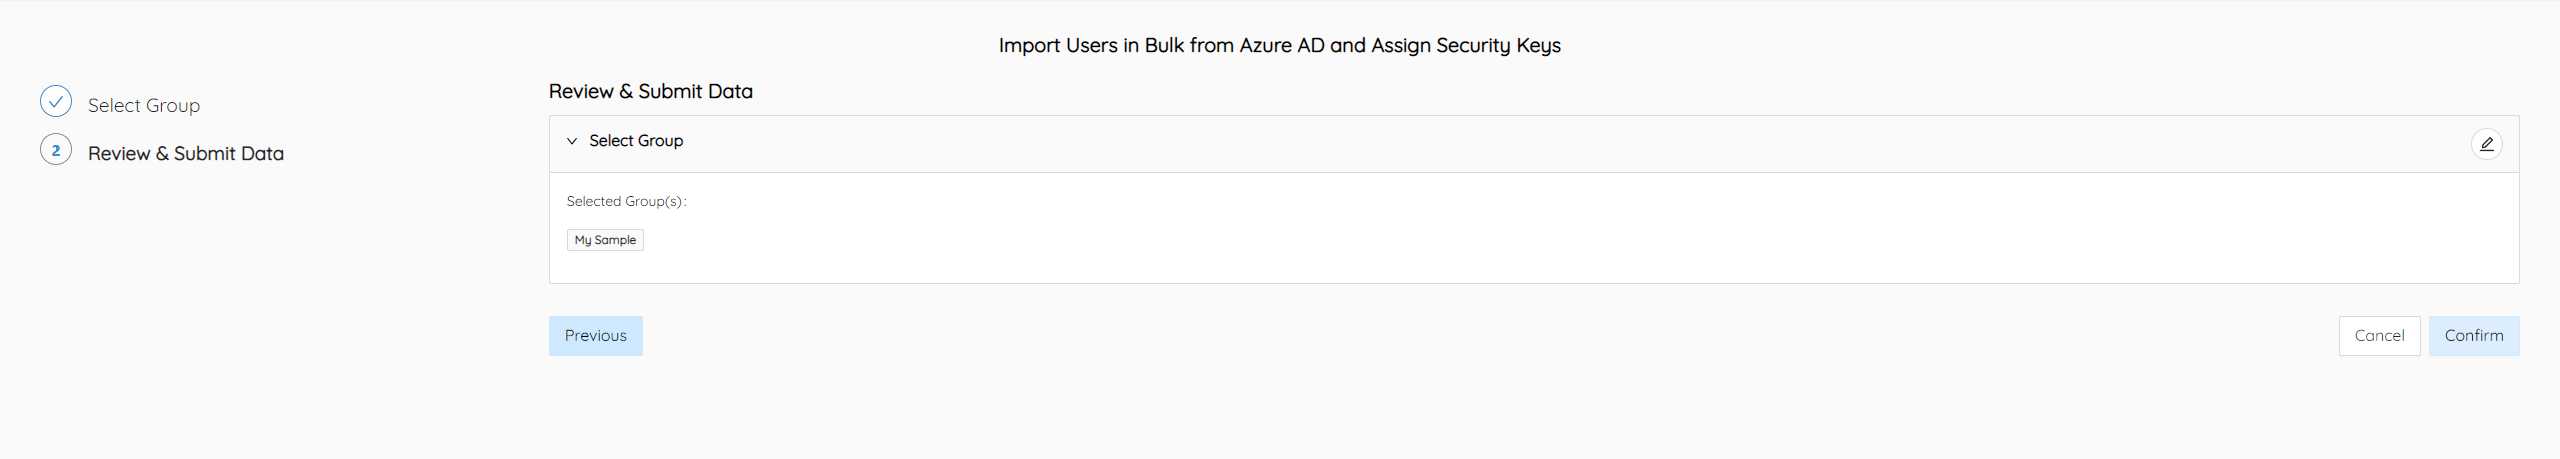 Import Users in Bulk from Azure AD and Assign Security Keys
Select Group
2 Review & Submit Data
Review & Submit Data
Select Group
Selected Group(s):
My Sample
Previous
Cancel
Confirm